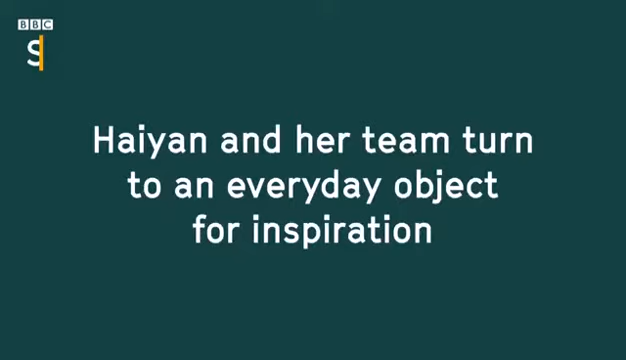 BBC
S
Haiyan and her team turn
to an everyday object
for inspiration